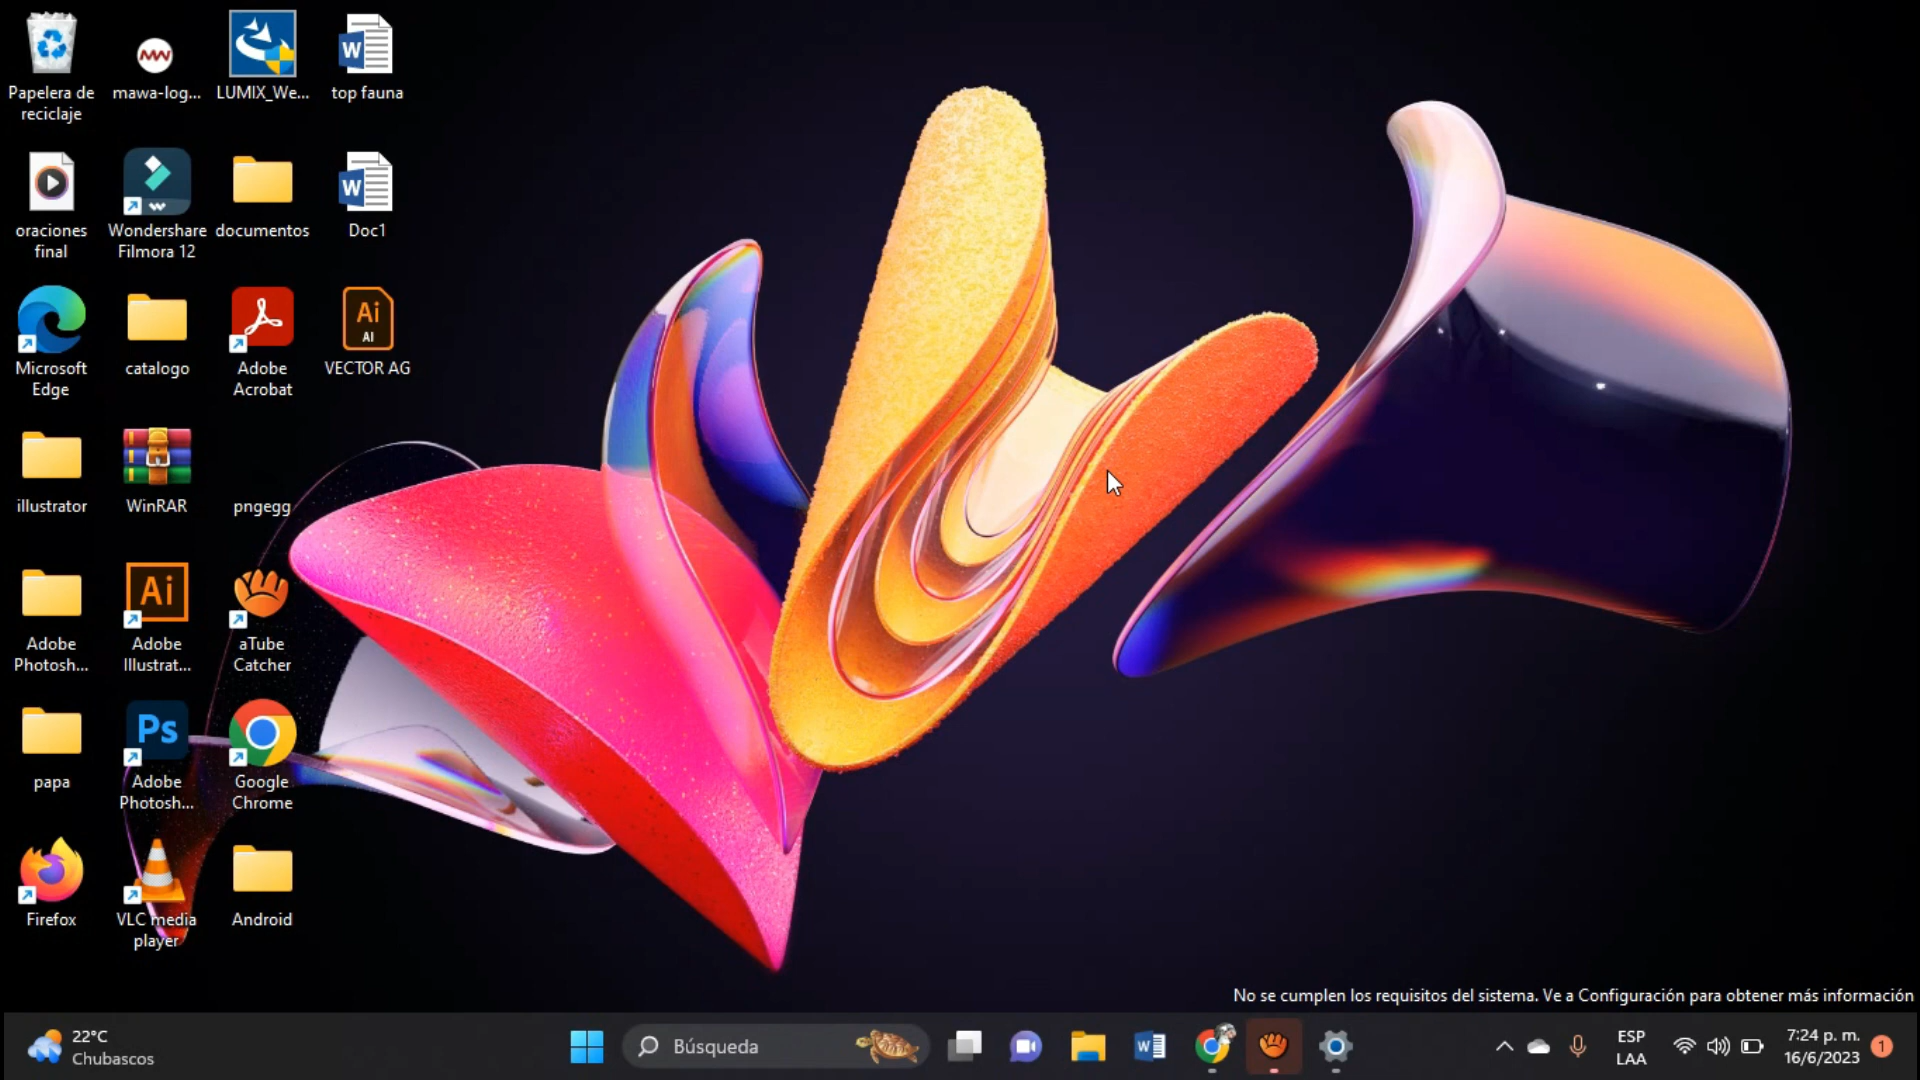 Papelera de
reciclaje
mawa-log...
LUMIX_We...
top fauna
oraciones
final
Wondershare
Filmora 12
documentos
Doc1
Microsoft
Edge
catalogo
Adobe
Acrobat
Ai
AI
VECTOR AG
illustrator
WinRAR
pngegg
Adobe
Photosh...
Ai
Adobe
Illustrat...
aTube
Catcher
papa
Ps
Adobe
Photosh...
Google
Chrome
Firefox
VLC media
player
Android
No se cumplen los requisitos del sistema. Ve a Configuración para obtener más información
22°C
Chubascos
Búsqueda
ESP
LAA
7:24 p. m.
16/6/2023
1